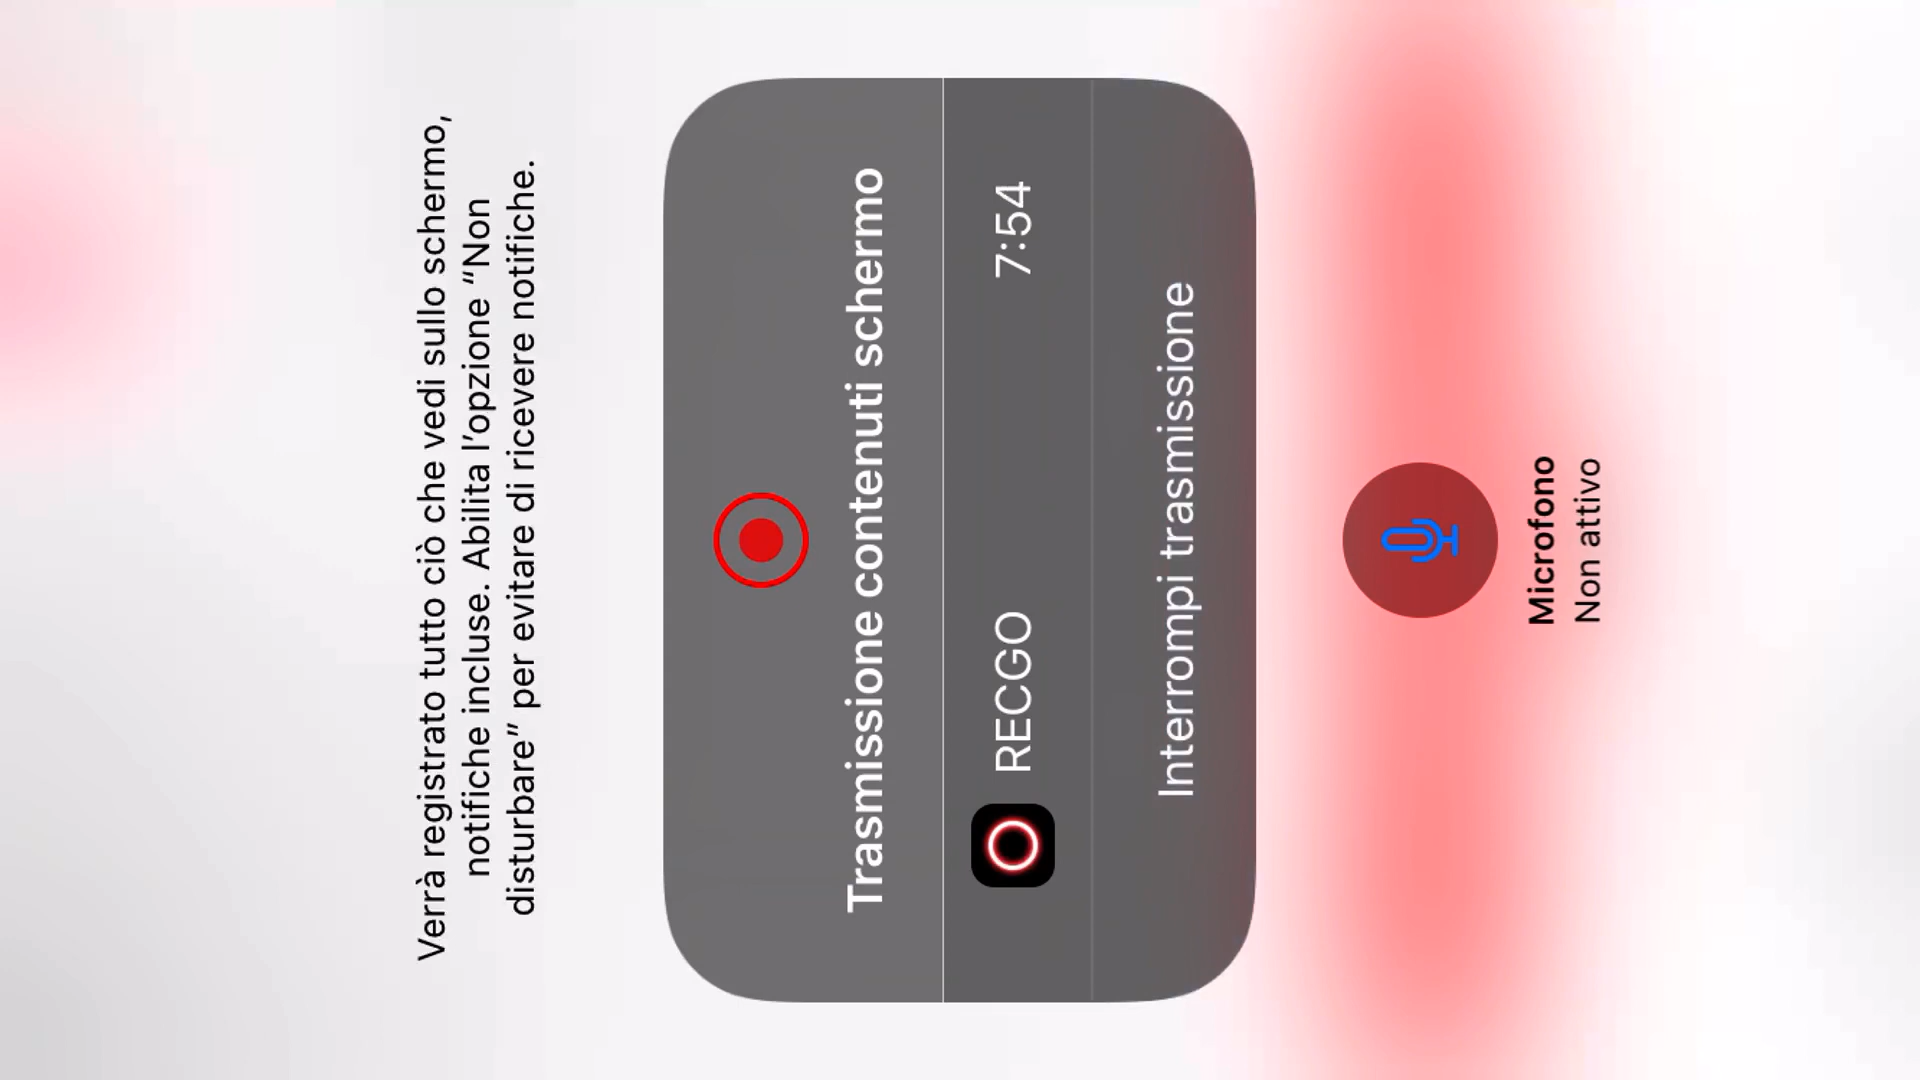 Verrà registrato tutto ciò che vedi sullo schermo,
notifiche incluse. Abilita l’opzione “Non
disturbare” per evitare di ricevere notifiche.
Trasmissione contenuti schermo
RECGO 7:54
Interrompi trasmissione
Microfono
Non attivo